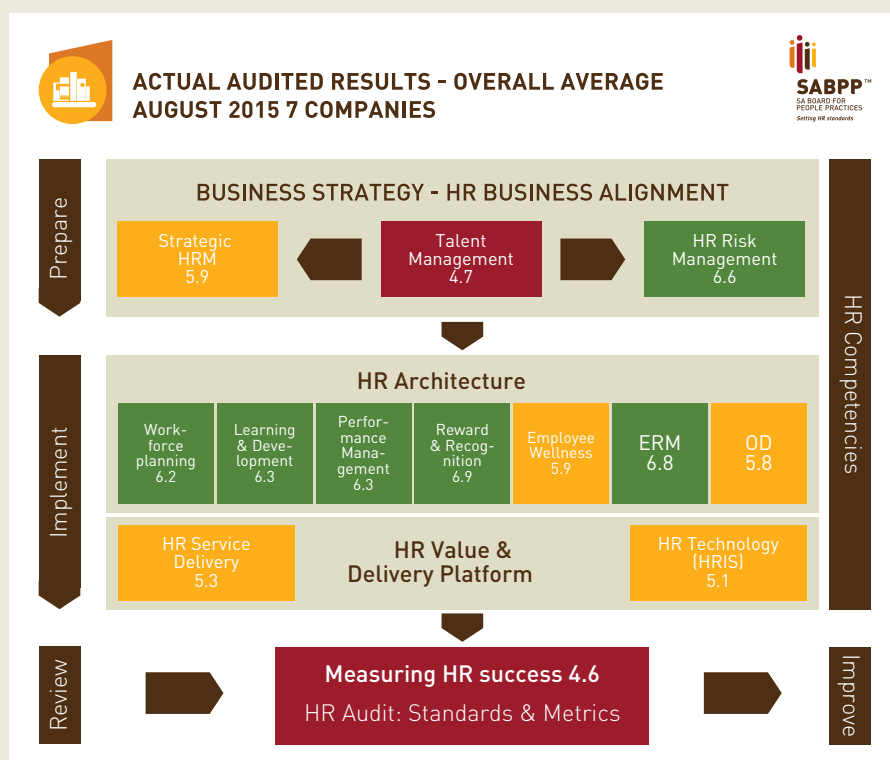 ACTUAL AUDITED RESULTS - OVERALL AVERAGE
AUGUST 2015 7 COMPANIES
SABPP™
SA BOARD FOR
PEOPLE PRACTICES
Setting HR standards
Prepare
BUSINESS STRATEGY - HR BUSINESS ALIGNMENT
Strategic
HRM
5.9
Talent
Management
4.7
HR Risk
Management
6.6
HR Competencies
Implement
HR Architecture
Work-
force
planning
6.2
Learning
& Deve-
lopment
6.3
Perfor-
mance
Mana-
gement
6.3
Reward
& Recog-
nition
6.9
Employee
Wellness
5.9
ERM
6.8
OD
5.8
HR Service
Delivery
5.3
HR Value &
Delivery Platform
HR Technology
(HRIS)
5.1
Review
Measuring HR success 4.6
HR Audit: Standards & Metrics
Improve